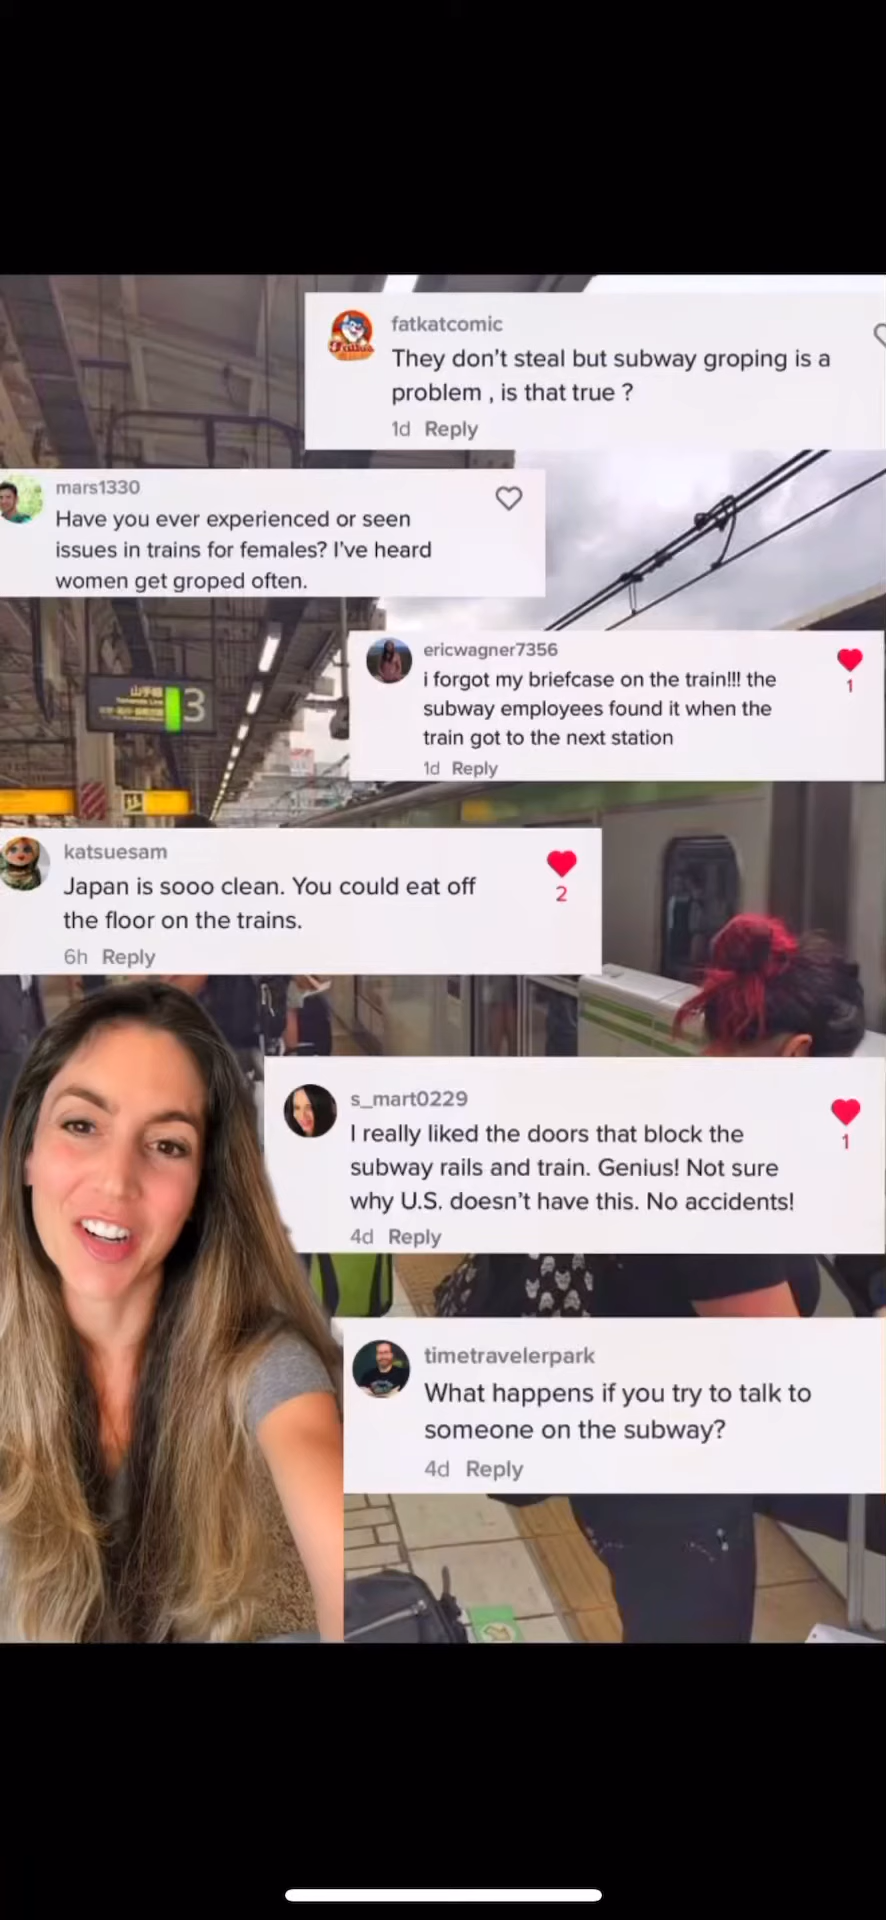 fatkatcomic
They don't steal but subway groping is a
problem , is that true ?
1d Reply
mars1330
Have you ever experienced or seen
issues in trains for females? I've heard
women get groped often.
ericwagner7356
i forgot my briefcase on the train!!! the
subway employees found it when the
train got to the next station
1
1d Reply
山手線
3
katsuesam
Japan is sooo clean. You could eat off
the floor on the trains.
2
6h Reply
s_mart0229
I really liked the doors that block the
subway rails and train. Genius! Not sure
why U.S. doesn't have this. No accidents!
1
4d Reply
timetravelerpark
What happens if you try to talk to
someone on the subway?
4d Reply